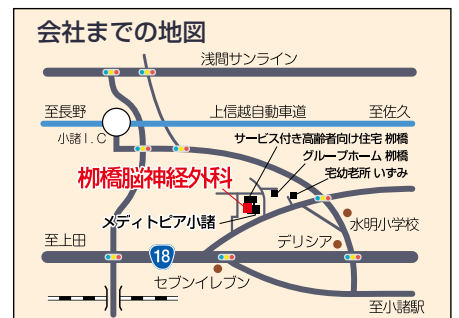 会社までの地図
浅間サンライン
至長野
上信越自動車道
至佐久
小諸I.C
サービス付き高齢者向け住宅 栁橋
グループホーム 栁橋
宅幼老所 いずみ
栁橋脳神経外科
メディトピア小諸
水明小学校
至上田
デリシア
18
セブンイレブン
至小諸駅